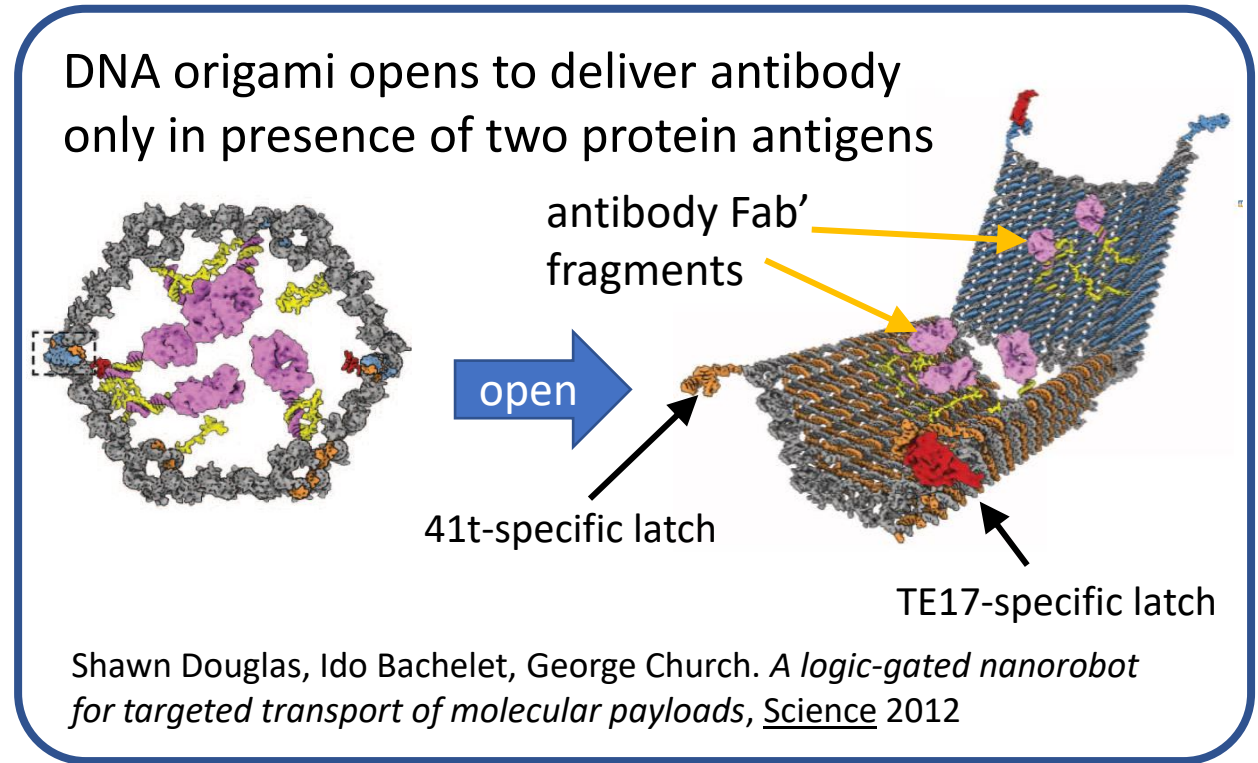 DNA origami opens to deliver antibody
only in presence of two protein antigens
antibody Fab’
fragments
open
41t-specific latch
TE17-specific latch
Shawn Douglas, Ido Bachelet, George Church. A logic-gated nanorobot
for targeted transport of molecular payloads, Science 2012